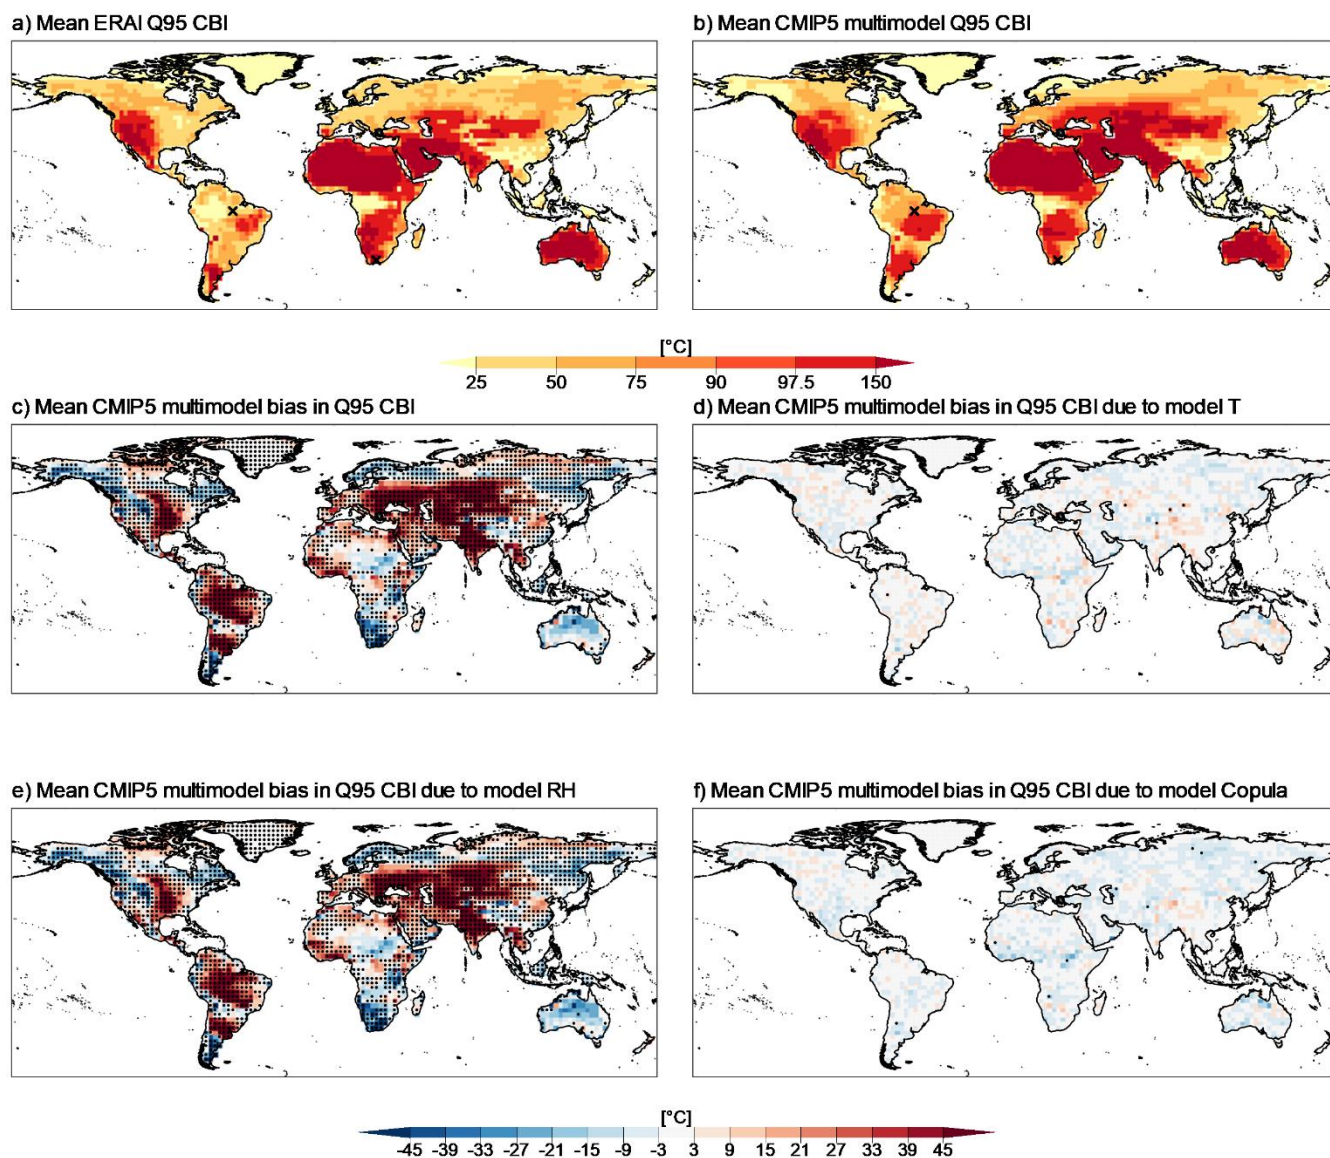 a) Mean ERAI Q95 CBI
b) Mean CMIP5 multimodel Q95 CBI
[°C]
25 50 75 90 97.5 150
c) Mean CMIP5 multimodel bias in Q95 CBI
d) Mean CMIP5 multimodel bias in Q95 CBI due to model T
e) Mean CMIP5 multimodel bias in Q95 CBI due to model RH
f) Mean CMIP5 multimodel bias in Q95 CBI due to model Copula
[°C]
-45 -39 -33 -27 -21 -15 -9 -3 3 9 15 21 27 33 39 45